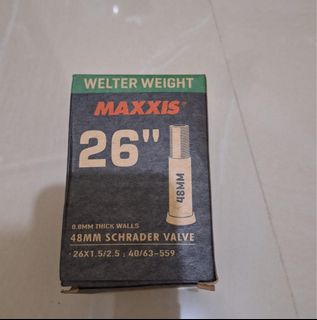 WELTER WEIGHT
MAXXIS
26"
48MM
0.8MM THICK WALLS
48MM SCHRADER VALVE
· 26X1.5/2.5 ; 40/63-559